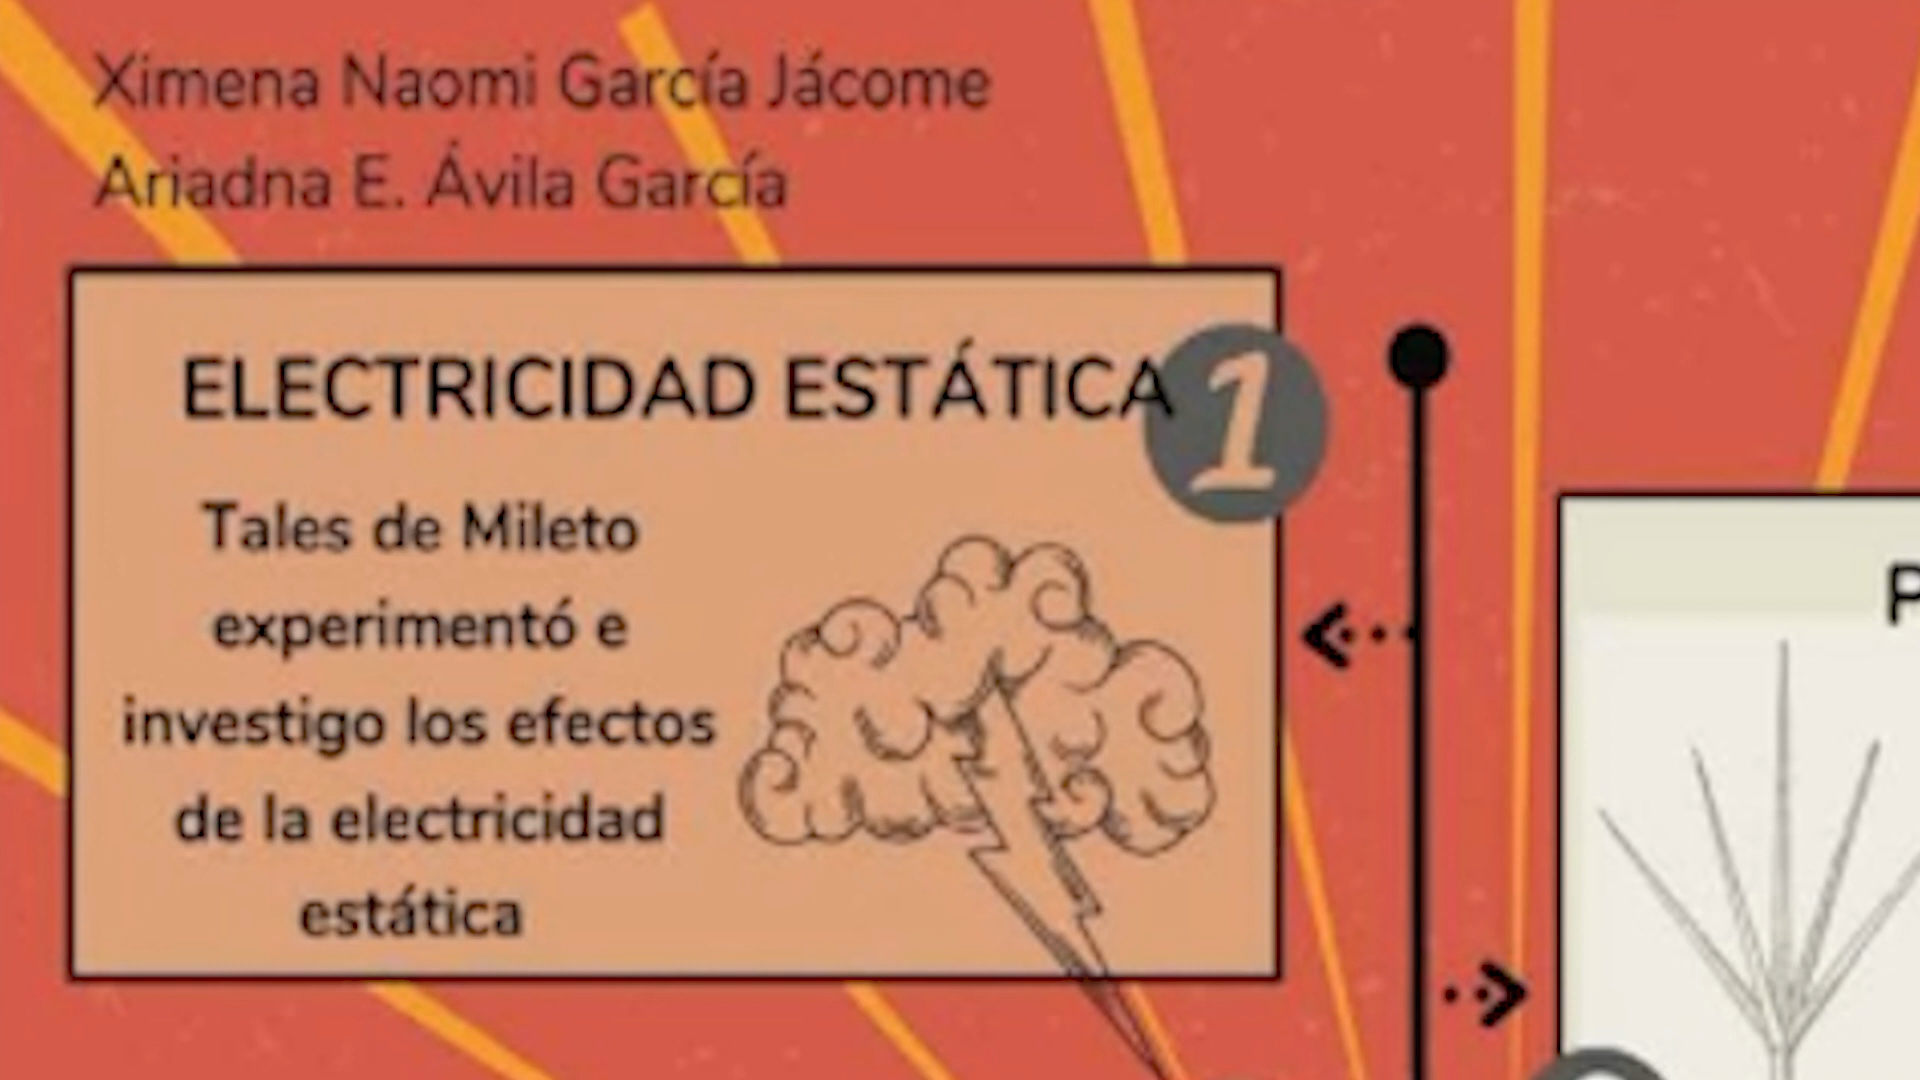 Ximena Naomi García Jácome
Ariadna E. Ávila García
ELECTRICIDAD ESTÁTICA
1
Tales de Mileto
experimentó e
investigo los efectos
de la electricidad
estática